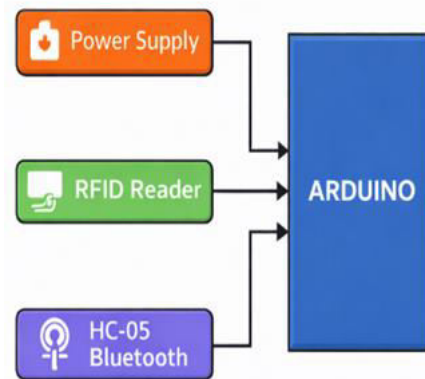 Power Supply
RFID Reader
ARDUINO
HC-05
Bluetooth